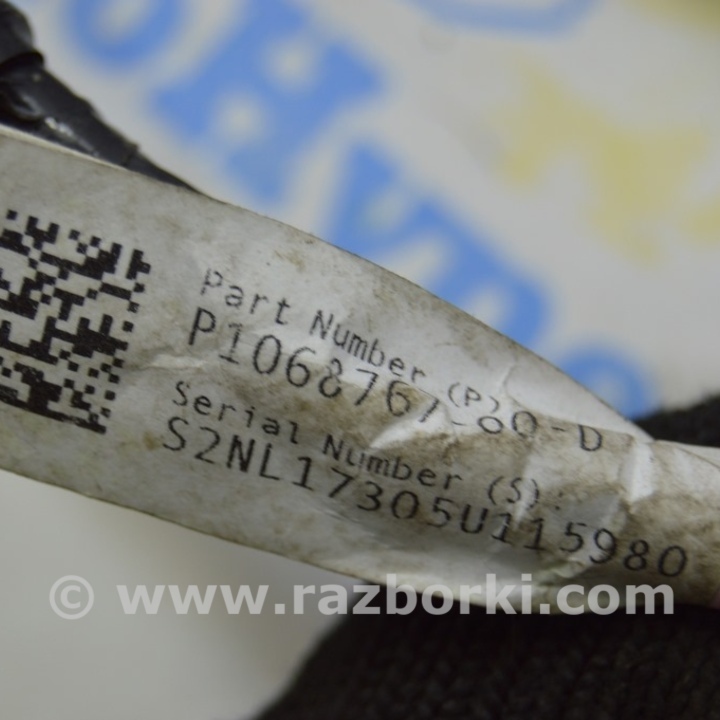 Part Number (P)
P1068767-00-D
Serial Number (S):
S2NL17305U115980
© www.razborki.com